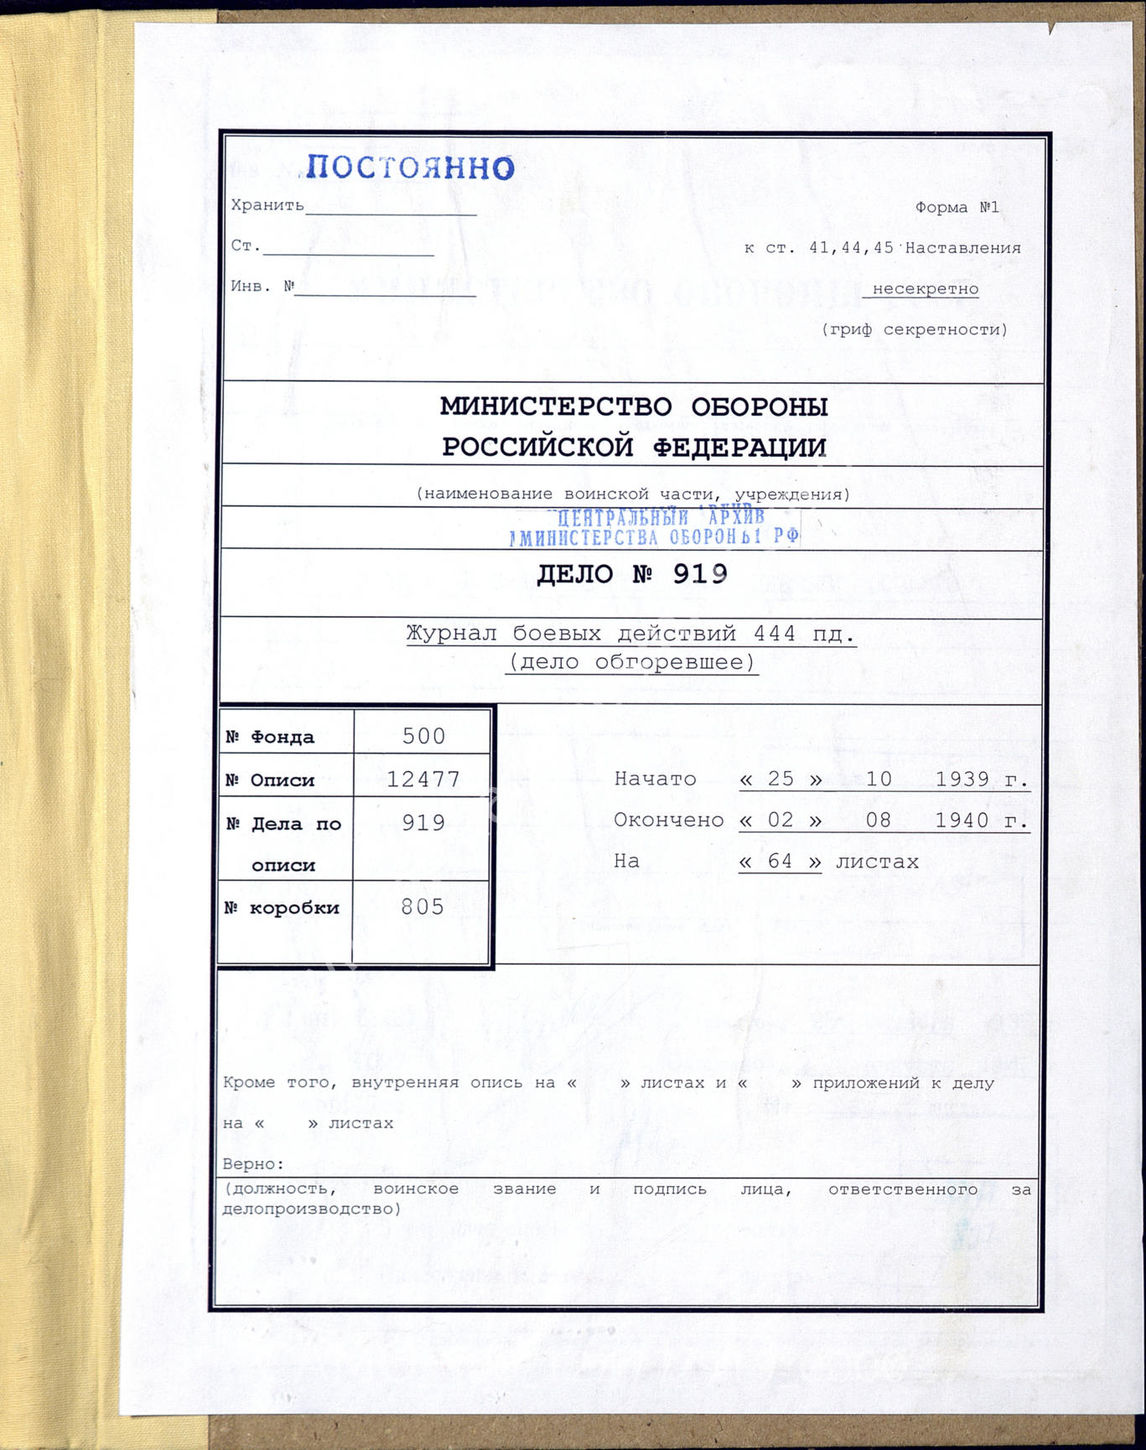 ПОСТОЯННО
Хранить
Форма №1
Ст.
к ст. 41,44,45 Наставления
Инв. №
несекретно
(гриф секретности)
МИНИСТЕРСТВО ОБОРОНЫ
РОССИЙСКОЙ ФЕДЕРАЦИИ
(наименование воинской части, учреждения)
ЦЕНТРАЛЬНЫЙ АРХИВ
МИНИСТЕРСТВА ОБОРОНЫ РФ
ДЕЛО № 919
Журнал боевых действий 444 пд.
(дело обгоревшее)
№ Фонда 500
№ Описи 12477
Начато « 25 » 10 1939 г.
№ Дела по 919
Окончено « 02 » 08 1940 г.
описи
На « 64 » листах
№ коробки 805
Кроме того, внутренняя опись на « » листах и « » приложений к делу
на « » листах
Верно:
(должность, воинское звание и подпись лица, ответственного за
делопроизводство)